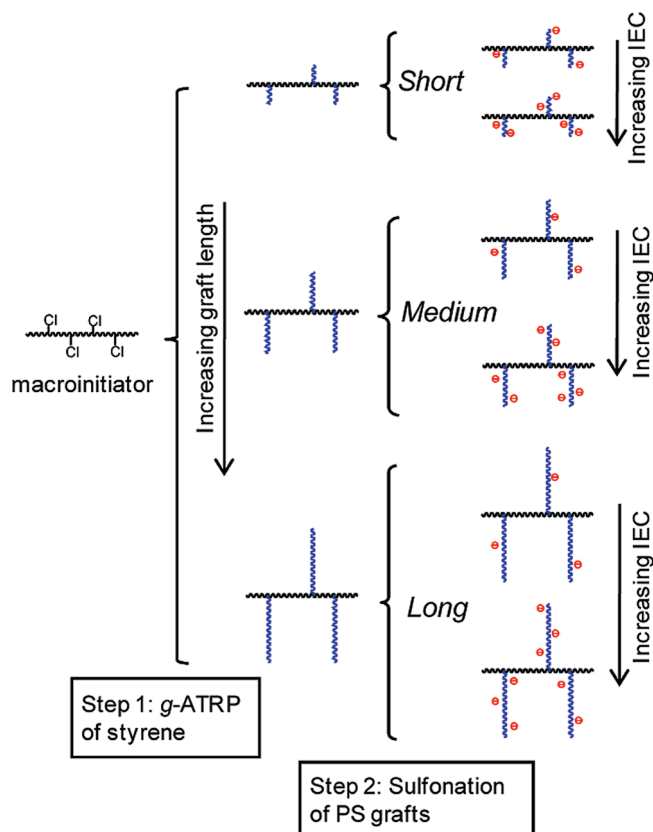 Cl
Cl
Cl
Cl
macroinitiator
Increasing graft length
Short
Medium
Long
⊖
⊖
⊖
⊖
⊖
⊖
⊖
⊖
⊖
Increasing IEC
⊖
⊖
⊖
⊖
⊖
⊖
⊖
⊖
⊖
Increasing IEC
⊖
⊖
⊖
⊖
⊖
⊖
⊖
⊖
⊖
⊖
Increasing IEC
Step 1: g-ATRP
of styrene
Step 2: Sulfonation
of PS grafts